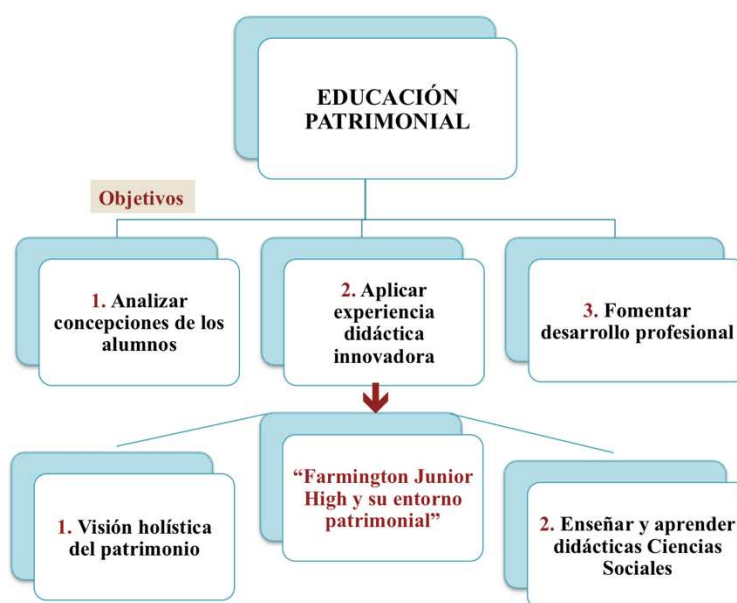 EDUCACIÓN
PATRIMONIAL
Objetivos
1. Analizar
concepciones de los
alumnos
2. Aplicar
experiencia
didáctica
innovadora
3. Fomentar
desarrollo profesional
1. Visión holística
del patrimonio
“Farmington Junior
High y su entorno
patrimonial”
2. Enseñar y aprender
didácticas Ciencias
Sociales